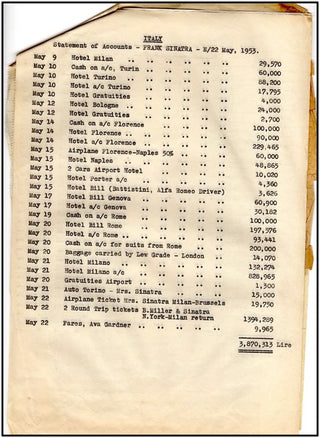 ITALY
Statement of Accounts - FRANK SINATRA - E/22 May, 1953.
May 9 Hotel Milan .. .. .. .. .. 29,570
May 10 Cash on a/c, Turin .. .. .. .. 60,000
May 10 Hotel Turino .. .. .. .. .. 88,200
May 10 Hotel a/c Turino .. .. .. .. 17,795
May 10 Hotel Gratuities .. .. .. .. 4,000
May 12 Hotel Bologne .. .. .. .. .. 24,000
May 12 Hotel Gratuities .. .. .. .. 2,700
May 14 Cash on a/c Florence .. .. .. 100,000
May 14 Hotel Florence .. .. .. .. .. 90,000
May 14 Hotel a/c Florence .. .. .. .. 229,465
May 15 Airplane Florence-Naples 50% .. .. .. 60,000
May 15 Hotel Naples .. .. .. .. .. 48,865
May 15 2 Cars Airport Hotel .. .. .. 10,020
May 15 Hotel Porter a/c .. .. .. .. 4,360
May 15 Hotel Bill (Battistini, Alfa Romeo Driver) 3,626
May 17 Hotel Bill Genova .. .. .. .. 60,900
May 17 Hotel a/c Genova .. .. .. .. 30,182
May 19 Cash on a/c Rome .. .. .. .. 100,000
May 20 Hotel Bill Rome .. .. .. .. 197,376
May 20 Hotel a/c Rome .. .. .. .. .. 93,441
May 20 Cash on a/c for suits from Rome .. .. 200,000
May 20 Baggage carried by Lew Grade - London .. 14,070
May 21 Hotel Milano .. .. .. .. .. 132,274
May 21 Hotel Milano a/c .. .. .. .. 828,965
May 20 Gratuities Airport .. .. .. .. 1,300
May 21 Auto Torino - Mrs. Sinatra .. .. 15,000
May 22 Airplane Ticket Mrs. Sinatra Milan-Brussels 19,750
May 22 2 Round Trip tickets B.Miller & Sinatra
N.York-Milan return 1394,289
May 22 Fares, Ava Gardner .. .. .. .. 9,965
3,870,313 Lire